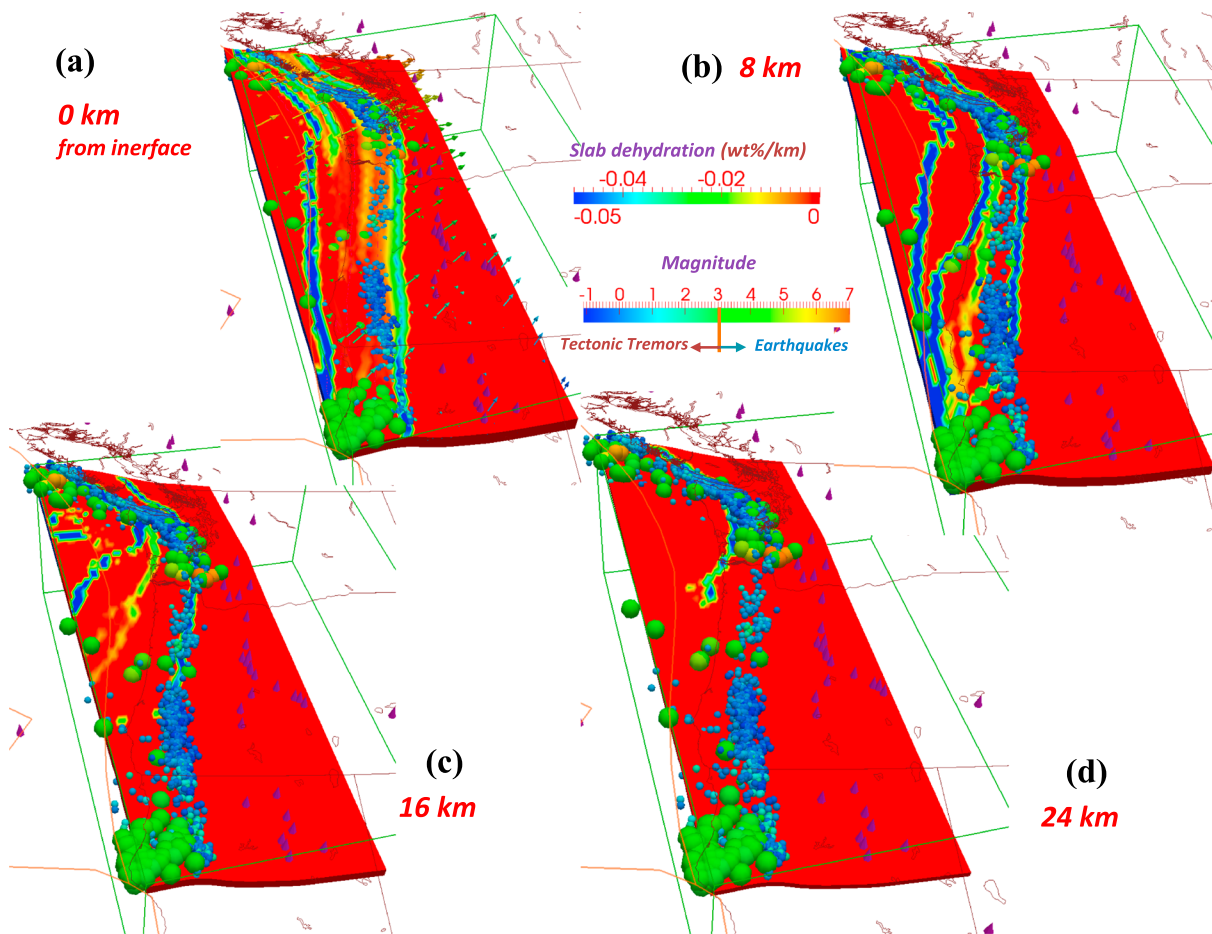 (a)
0 km
from inerface
(b) 8 km
Slab dehydration (wt%/km)
-0.04 -0.02
-0.05 0
Magnitude
-1 0 1 2 3 4 5 6 7
Tectonic Tremors Earthquakes
(c)
16 km
(d)
24 km